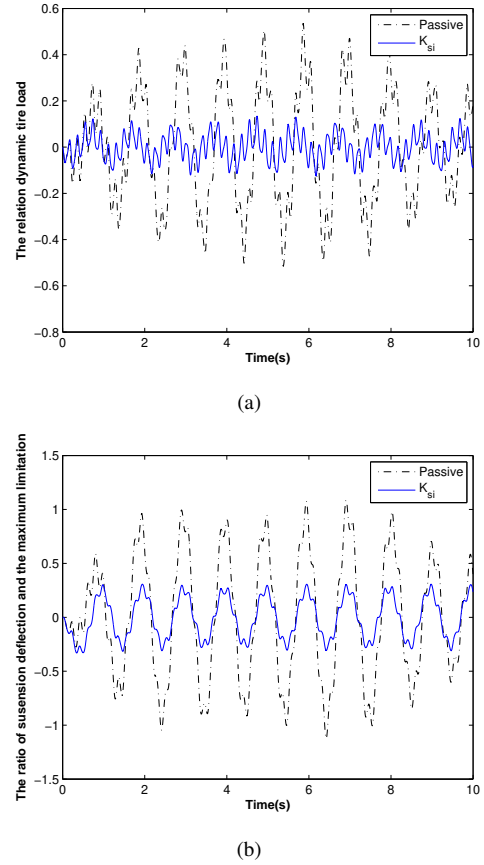 The relation dynamic tire load
0.6
0.4
0.2
0
−0.2
−0.4
−0.6
−0.8
0 2 4 6 8 10
Time(s)
Passive
Ksi
(a)
The ratio of susension deflection and the maximum limitation
1.5
1
0.5
0
−0.5
−1
−1.5
0 2 4 6 8 10
Time(s)
Passive
Ksi
(b)